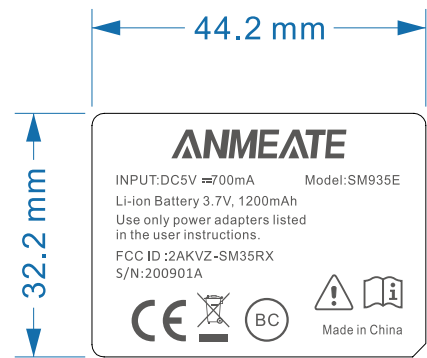 44.2 mm
32.2 mm
ANMEATE
INPUT:DC5V ⎓700mA Model:SM935E
Li-ion Battery 3.7V, 1200mAh
Use only power adapters listed
in the user instructions.
FCC ID :2AKVZ-SM35RX
S/N:200901A
CE BC
Made in China